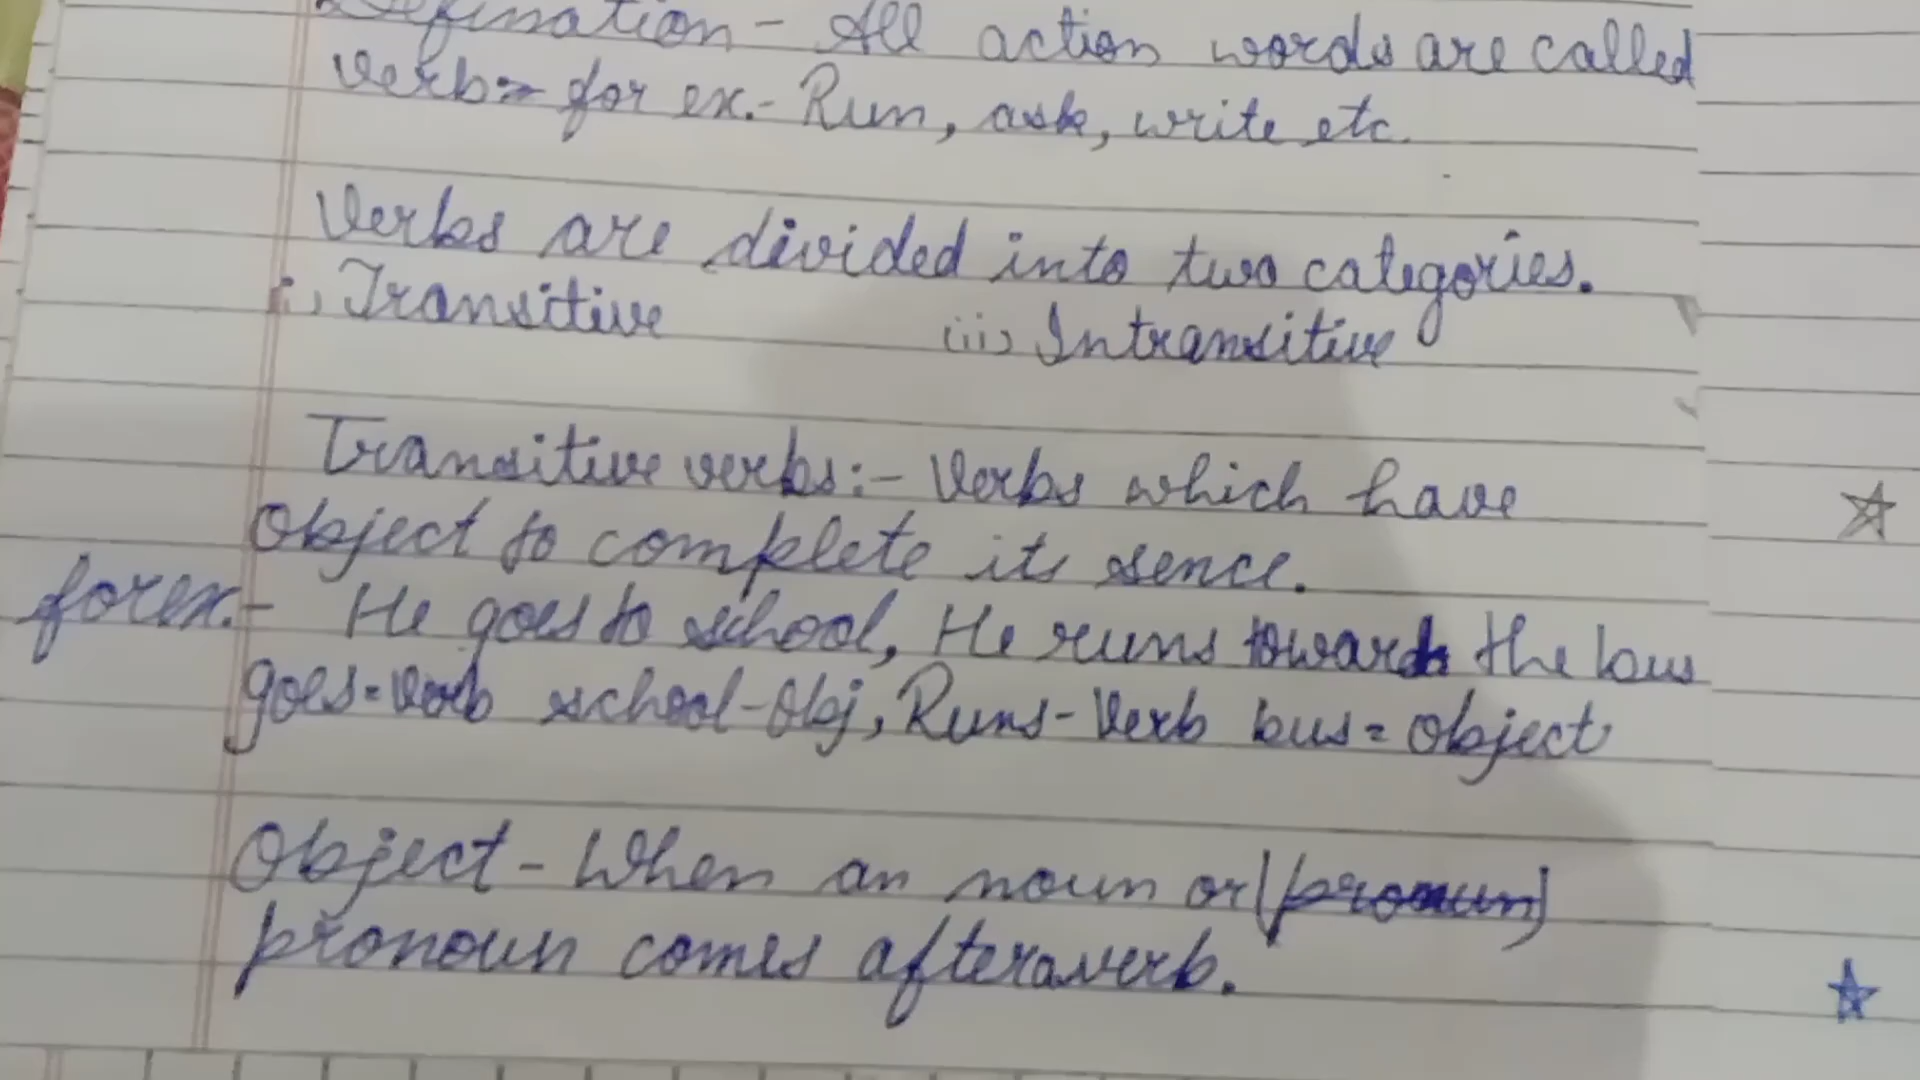 Defination - All action words are called
verb:- for ex.- Run, ask, write etc.
Verbs are divided into two categories.
i) Transitive (ii) Intransitive
Transitive verbs:- Verbs which have
object to complete its sence.
for ex.- He goes to school, He runs towards the bus
goes=verb school-Obj, Runs-Verb bus=object
Object - When an noun or (pronoun)
pronoun comes after a verb.